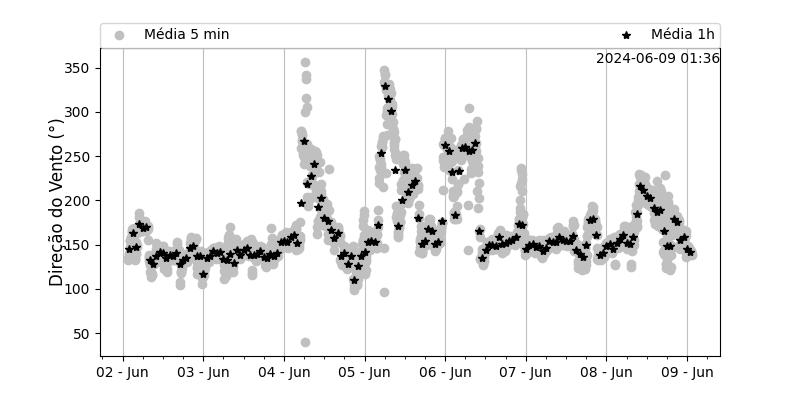 Média 5 min
Média 1h
2024-06-09 01:36
Direção do Vento (°)
350
300
250
200
150
100
50
02 - Jun
03 - Jun
04 - Jun
05 - Jun
06 - Jun
07 - Jun
08 - Jun
09 - Jun